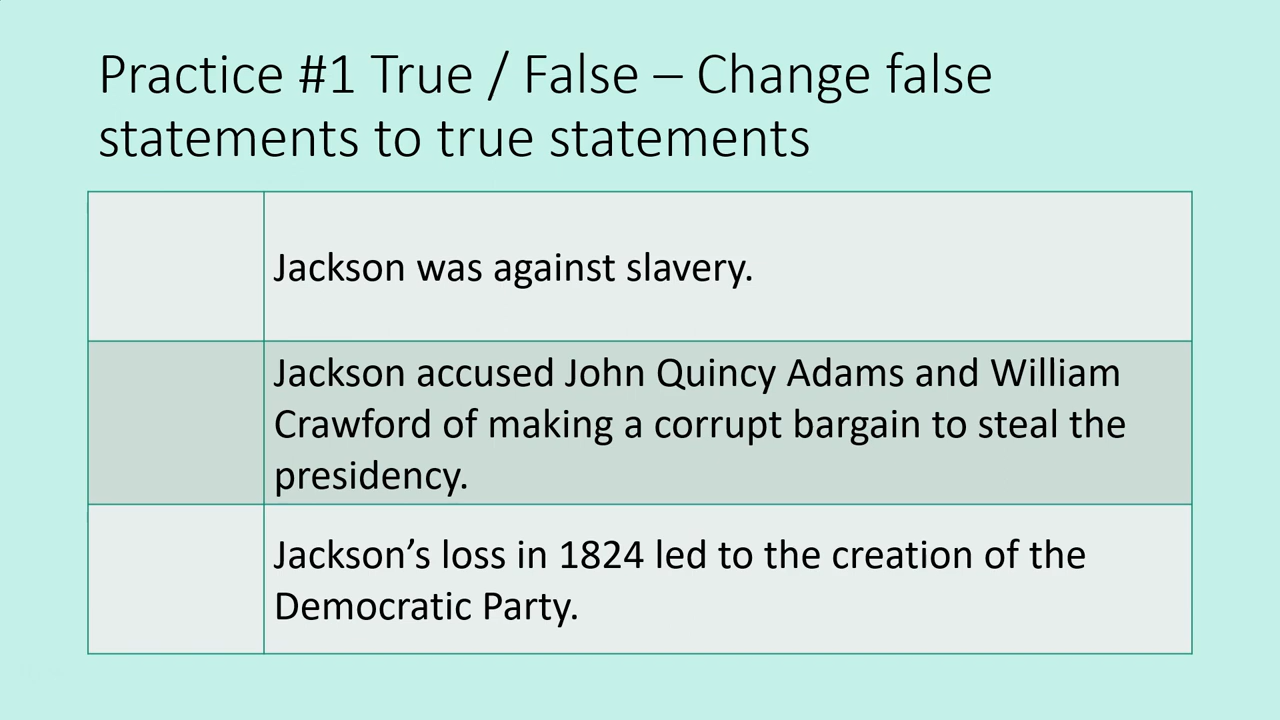 Practice #1 True / False – Change false
statements to true statements
Jackson was against slavery.
Jackson accused John Quincy Adams and William
Crawford of making a corrupt bargain to steal the
presidency.
Jackson’s loss in 1824 led to the creation of the
Democratic Party.